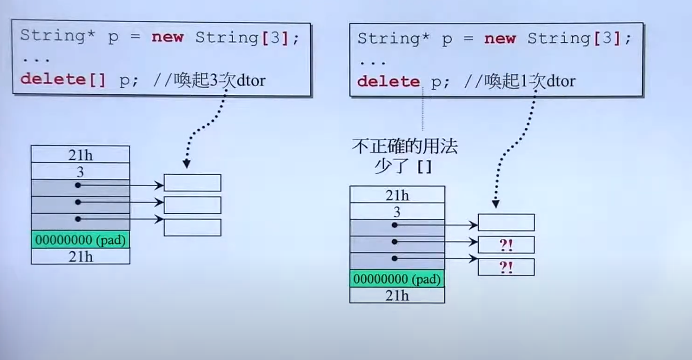 String* p = new String[3];
...
delete[] p; //喚起3次dtor
21h
3
00000000 (pad)
21h
String* p = new String[3];
...
delete p; //喚起1次dtor
不正確的用法
少了 []
21h
3
?!
?!
00000000 (pad)
21h